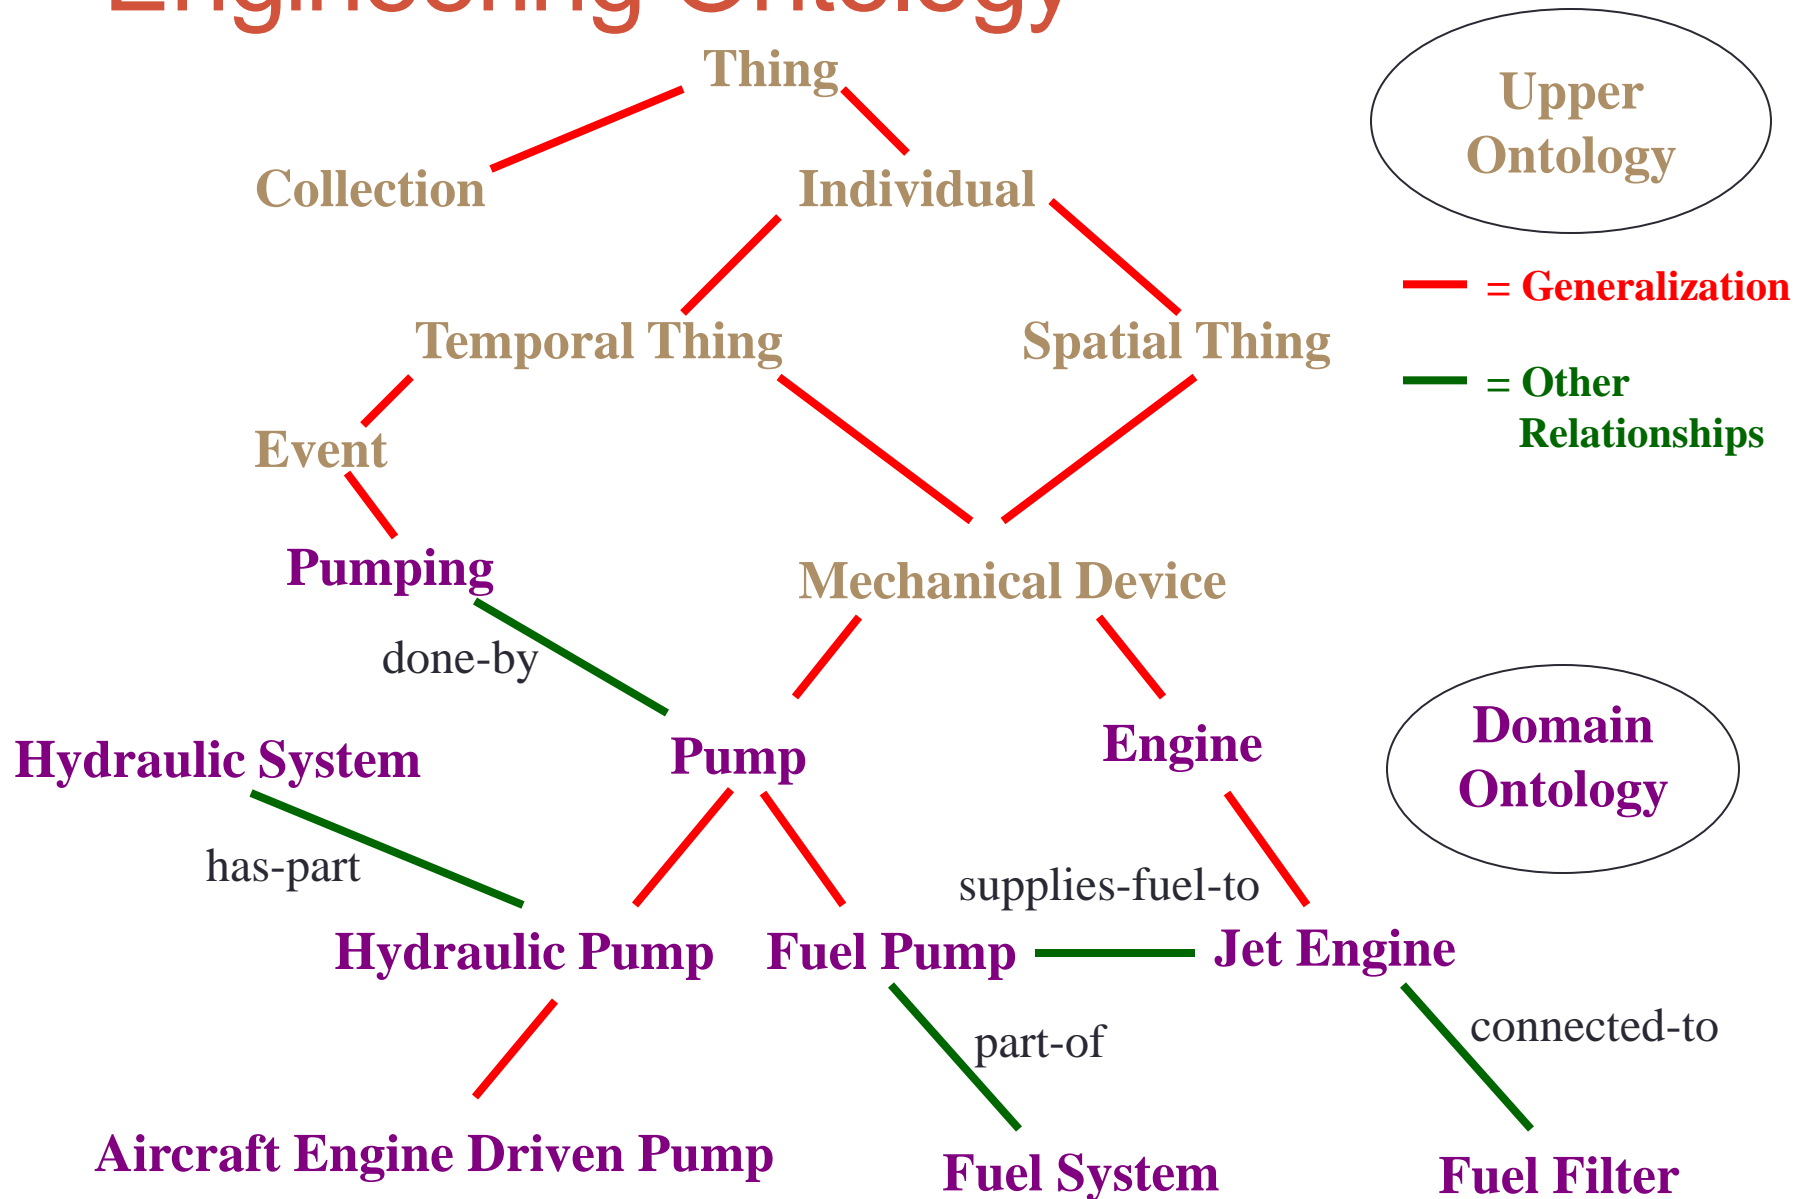 Engineering Ontology
Thing
Upper
Ontology
Collection
Individual
= Generalization
Temporal Thing
Spatial Thing
= Other
Relationships
Event
Pumping
Mechanical Device
done-by
Domain
Ontology
Hydraulic System
Pump
Engine
has-part
supplies-fuel-to
Hydraulic Pump
Fuel Pump
Jet Engine
part-of
connected-to
Aircraft Engine Driven Pump
Fuel System
Fuel Filter